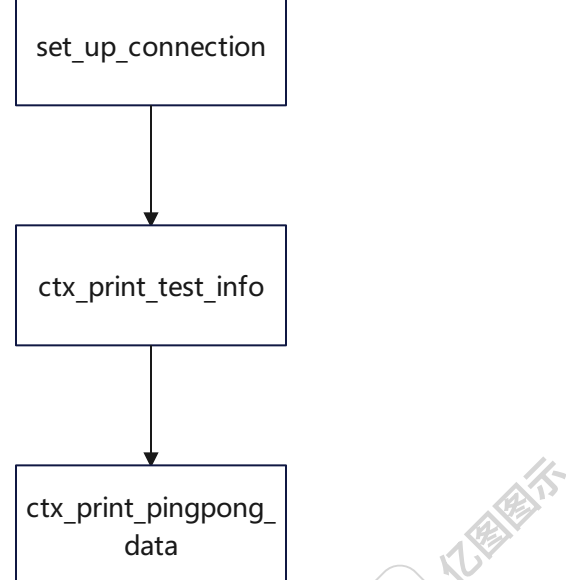 set_up_connection
ctx_print_test_info
ctx_print_pingpong_
data
亿图图示